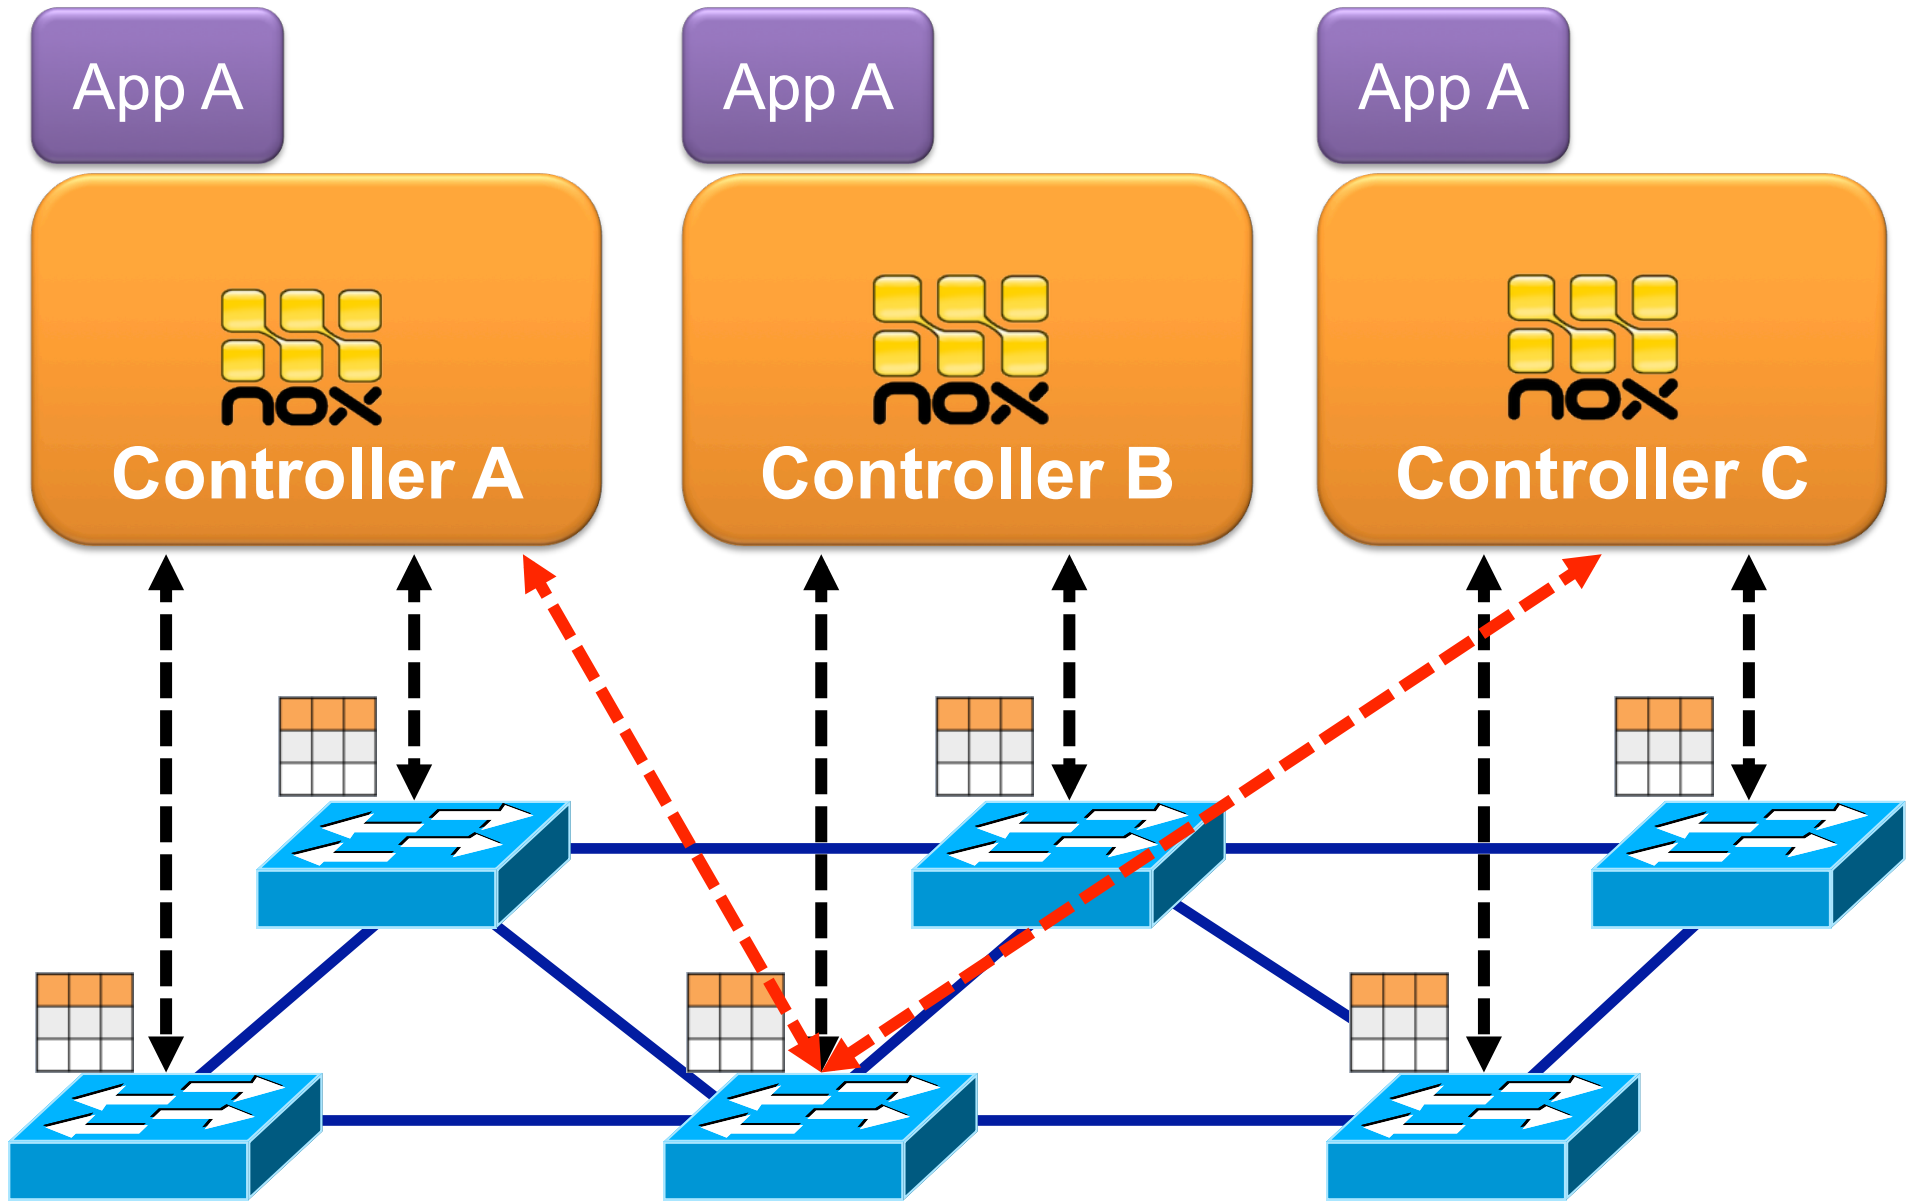 App A
App A
App A
nox
nox
nox
Controller A
Controller B
Controller C